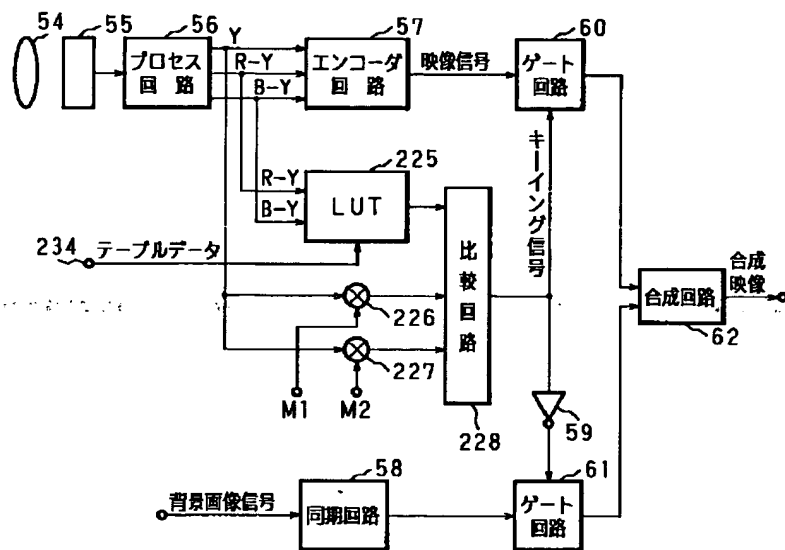 54
55
56
57
60
プロセス
回路
Y
R-Y
B-Y
エンコーダ
回路
映像信号
ゲート
回路
キーイング信号
225
R-Y
B-Y
LUT
234
テーブルデータ
比較回路
226
227
M1
M2
228
合成回路
62
合成
映像
59
58
61
背景画像信号
同期回路
ゲート
回路